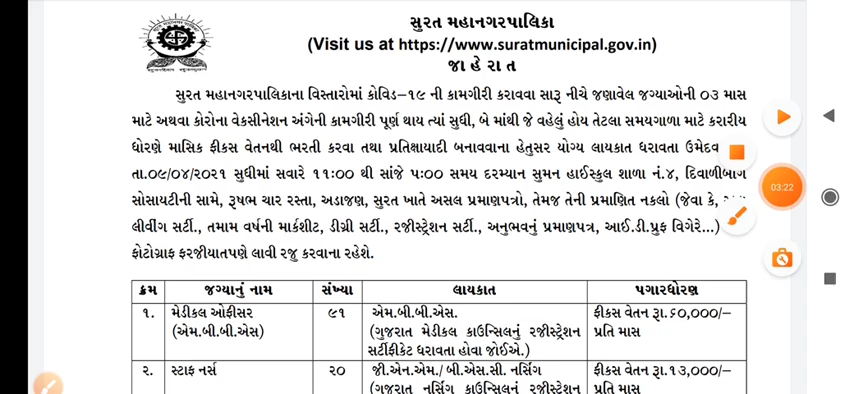 સુરત મહાનગરપાલિકા
(Visit us at https://www.suratmunicipal.gov.in)
જા હે રા ત
સુરત મહાનગરપાલિકાના વિસ્તારોમાં કોવિડ-૧૯ ની કામગીરી કરાવવા સારૂ નીચે જણાવેલ જગ્યાઓની ૦૩ માસ
માટે અથવા કોરોના વેકસીનેશન અંગેની કામગીરી પૂર્ણ થાય ત્યાં સુધી, બે માંથી જે વહેલું હોય તેટલા સમયગાળા માટે કરારીય
ધોરણે માસિક ફીકસ વેતનથી ભરતી કરવા તથા પ્રતિક્ષાયાદી બનાવવાના હેતુસર યોગ્ય લાયકાત ધરાવતા
તા.૦૯/૦૪/૨૦૨૧ સુધીમાં સવારે ૧૧:૦૦ થી સાંજે ૫:૦૦ સમય દરમ્યાન સુમન હાઈસ્કુલ શાળા નં.૪, દિવાળીબાગ
સોસાયટીની સામે, રૂષભ ચાર રસ્તા, અડાજણ, સુરત ખાતે અસલ પ્રમાણપત્રો, તેમજ તેની પ્રમાણિત નકલો (જેવા કે,
લીવીંગ સર્ટી., તમામ વર્ષની માર્કશીટ, ડીગ્રી સર્ટી., રજીસ્ટ્રેશન સર્ટી., અનુભવનું પ્રમાણપત્ર, આઈ.ડી.પ્રુફ વિગેરે...)
ફોટોગ્રાફ ફરજીયાતપણે લાવી રજુ કરવાના રહેશે.
ક્રમ જગ્યાનું નામ સંખ્યા લાયકાત પગારધોરણ
૧. મેડીકલ ઓફીસર ૯૧ એમ.બી.બી.એસ. ફીકસ વેતન રૂા.૬૦,૦૦૦/-
(એમ.બી.બી.એસ) (ગુજરાત મેડીકલ કાઉન્સિલનું રજીસ્ટ્રેશન પ્રતિ માસ
સર્ટીફીકેટ ધરાવતા હોવા જોઈએ.)
૨. સ્ટાફ નર્સ ૨૦ જી.એન.એમ./ બી.એસ.સી. નર્સિંગ ફીકસ વેતન રૂા.૧૩,૦૦૦/-
(ગુજરાત નર્સિંગ કાઉન્સિલનું રજીસ્ટ્રેશન પ્રતિ માસ
03:22